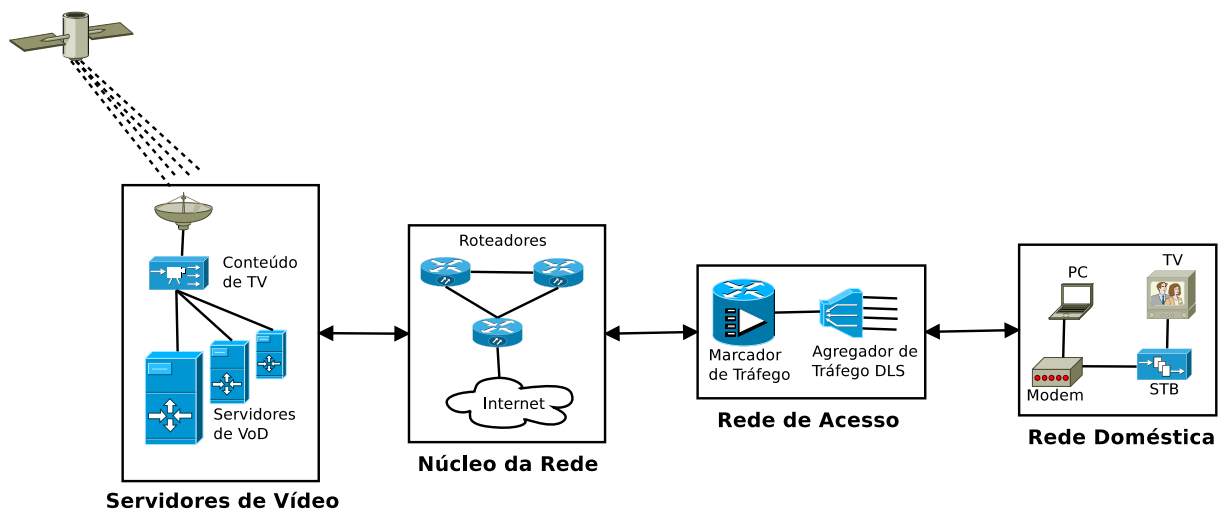 Conteúdo
de TV
Servidores
de VoD
Servidores de Vídeo
Roteadores
Internet
Núcleo da Rede
Marcador
de Tráfego
Agregador de
Tráfego DLS
Rede de Acesso
PC
TV
Modem
STB
Rede Doméstica